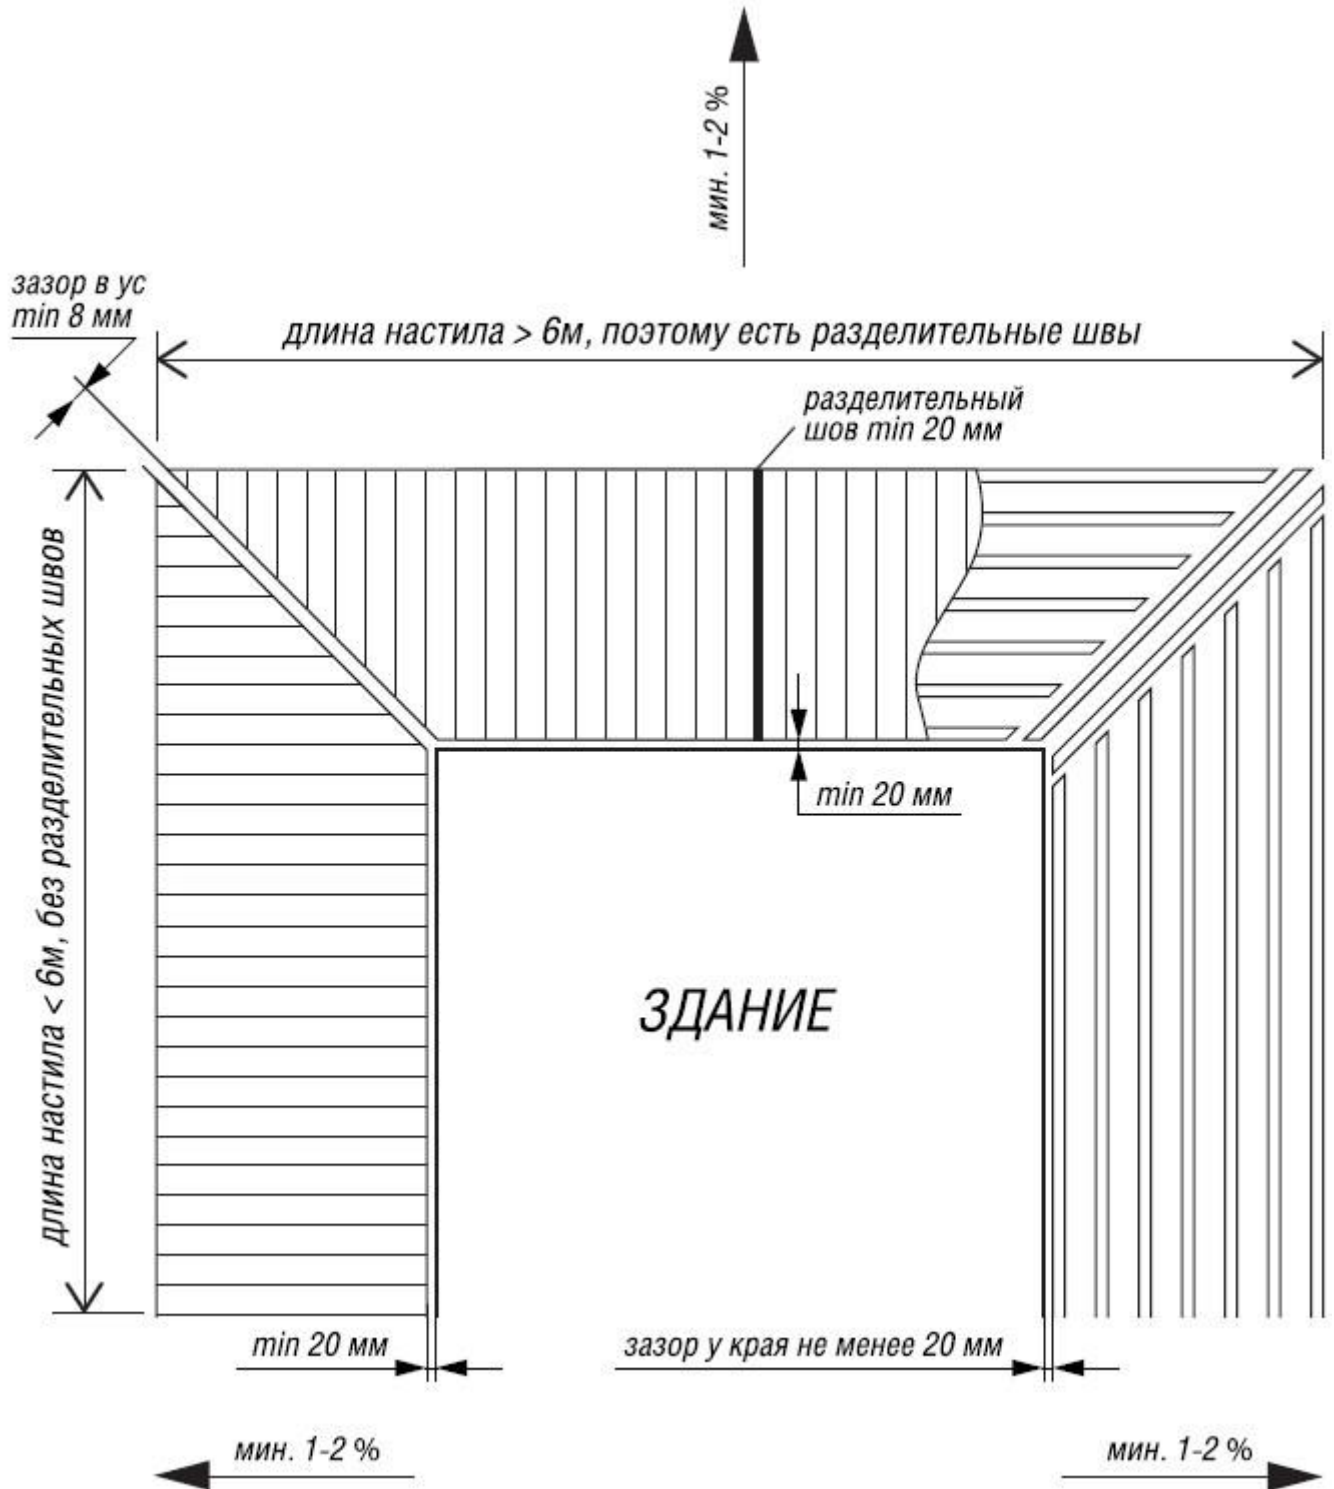 мин. 1-2 %
зазор в ус
min 8 мм
длина настила > 6м, поэтому есть разделительные швы
разделительный
шов min 20 мм
длина настила < 6м, без разделительных швов
min 20 мм
ЗДАНИЕ
min 20 мм
зазор у края не менее 20 мм
мин. 1-2 %
мин. 1-2 %